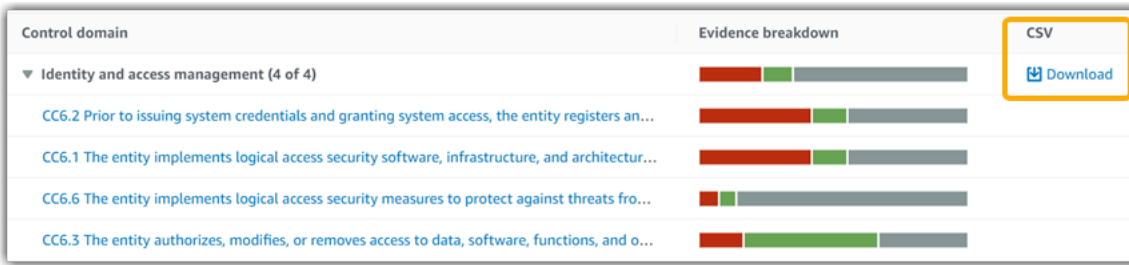 Control domain Evidence breakdown CSV
Identity and access management (4 of 4) Download
CC6.2 Prior to issuing system credentials and granting system access, the entity registers an...
CC6.1 The entity implements logical access security software, infrastructure, and architectur...
CC6.6 The entity implements logical access security measures to protect against threats fro...
CC6.3 The entity authorizes, modifies, or removes access to data, software, functions, and o...